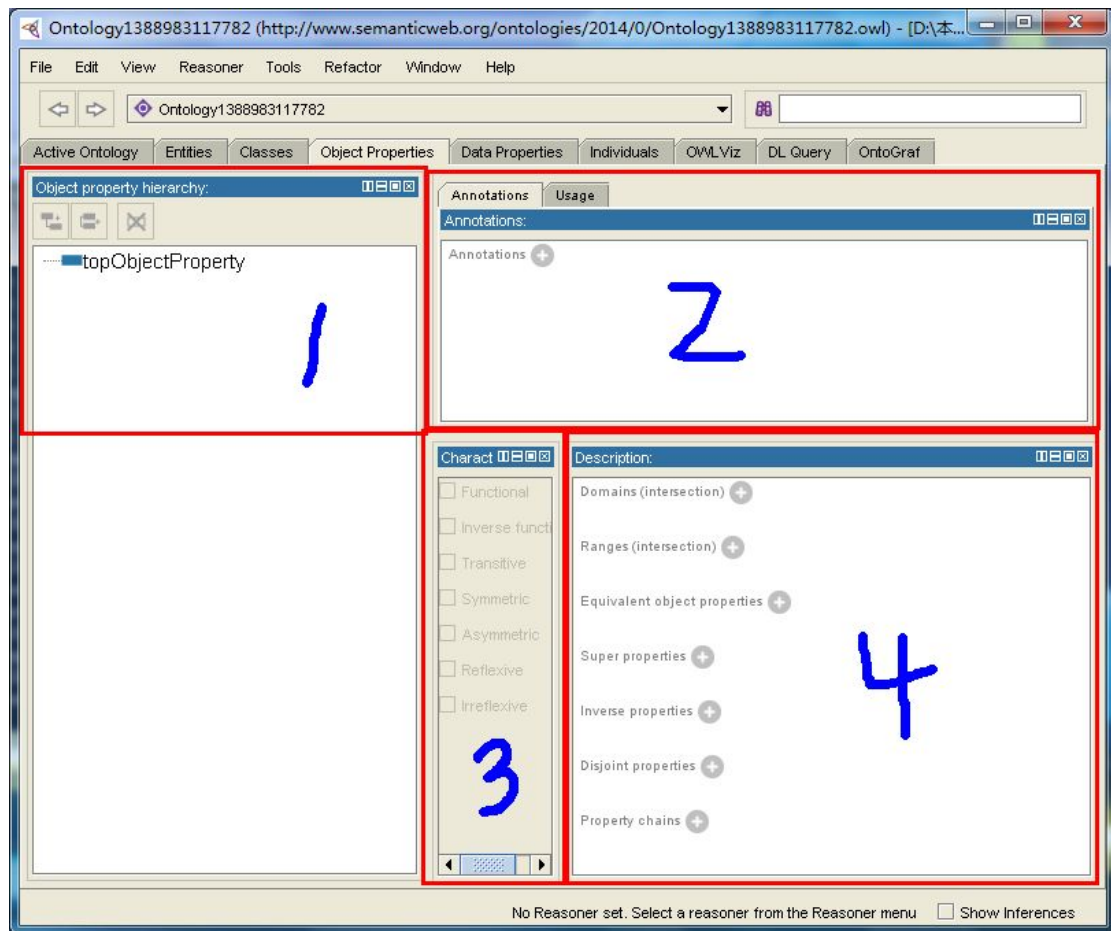 Ontology1388983117782 (http://www.semanticweb.org/ontologies/2014/0/Ontology1388983117782.owl) - [D:\本...
File Edit View Reasoner Tools Refactor Window Help
Ontology1388983117782
Active Ontology Entities Classes Object Properties Data Properties Individuals OWLViz DL Query OntoGraf
Object property hierarchy:
topObjectProperty
1
Annotations Usage
Annotations:
Annotations
2
Charact
Functional
Inverse functi
Transitive
Symmetric
Asymmetric
Reflexive
Irreflexive
3
Description:
Domains (intersection)
Ranges (intersection)
Equivalent object properties
Super properties
Inverse properties
Disjoint properties
Property chains
4
No Reasoner set. Select a reasoner from the Reasoner menu Show Inferences